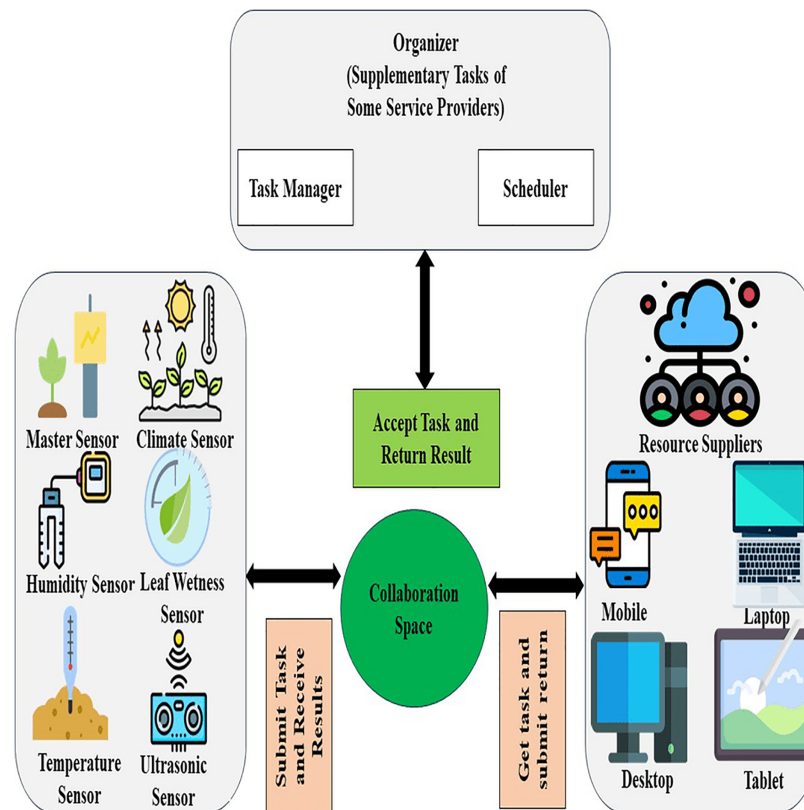 Organizer
(Supplementary Tasks of
Some Service Providers)
Task Manager
Scheduler
Accept Task and
Return Result
Master Sensor
Climate Sensor
Humidity Sensor
Leaf Wetness
Sensor
Temperature
Sensor
Ultrasonic
Sensor
Submit Task
and Receive
Results
Collaboration
Space
Get task and
submit return
Resource Suppliers
Mobile
Laptop
Desktop
Tablet